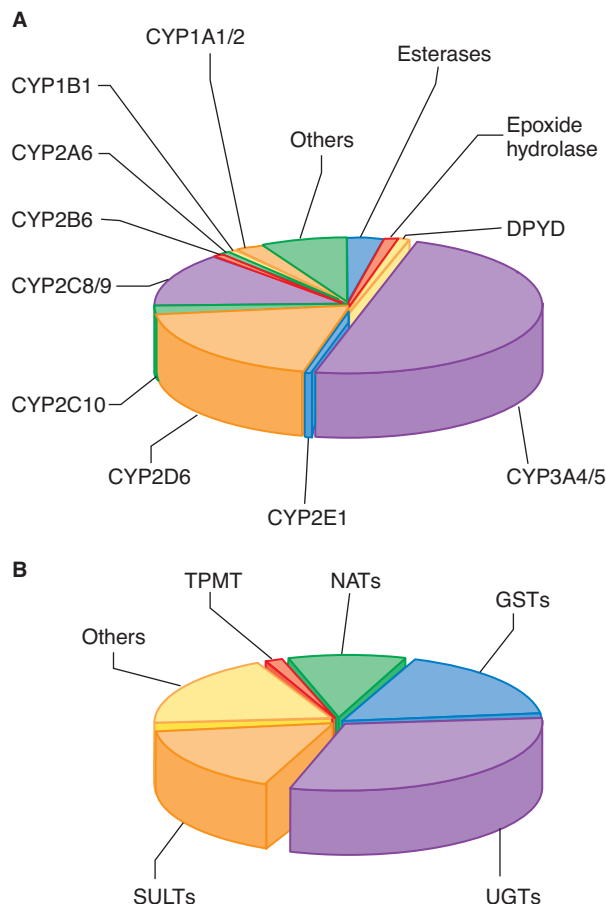 A
CYP1A1/2
Esterases
CYP1B1
Epoxide
hydrolase
CYP2A6
Others
CYP2B6
DPYD
CYP2C8/9
CYP2C10
CYP2D6
CYP3A4/5
CYP2E1
B
TPMT
NATs
GSTs
Others
SULTs
UGTs